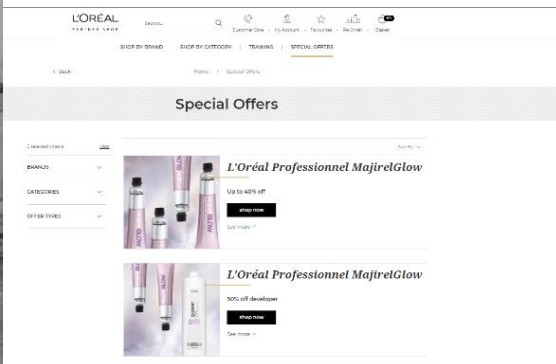 L'ORÉAL
PARTNER SHOP
Search...
Customer Care
My Account
Favourites
Re-Order
Basket
SHOP BY BRAND
SHOP BY CATEGORY
TRAINING
SPECIAL OFFERS
< Back
Home
Special Offers
Special Offers
2 selected criteria
clear
Sort By
BRANDS
CATEGORIES
OFFER TYPES
L'Oréal Professionnel MajirelGlow
Up to 40% off
shop now
See more
L'Oréal Professionnel MajirelGlow
50% off developer
shop now
See more